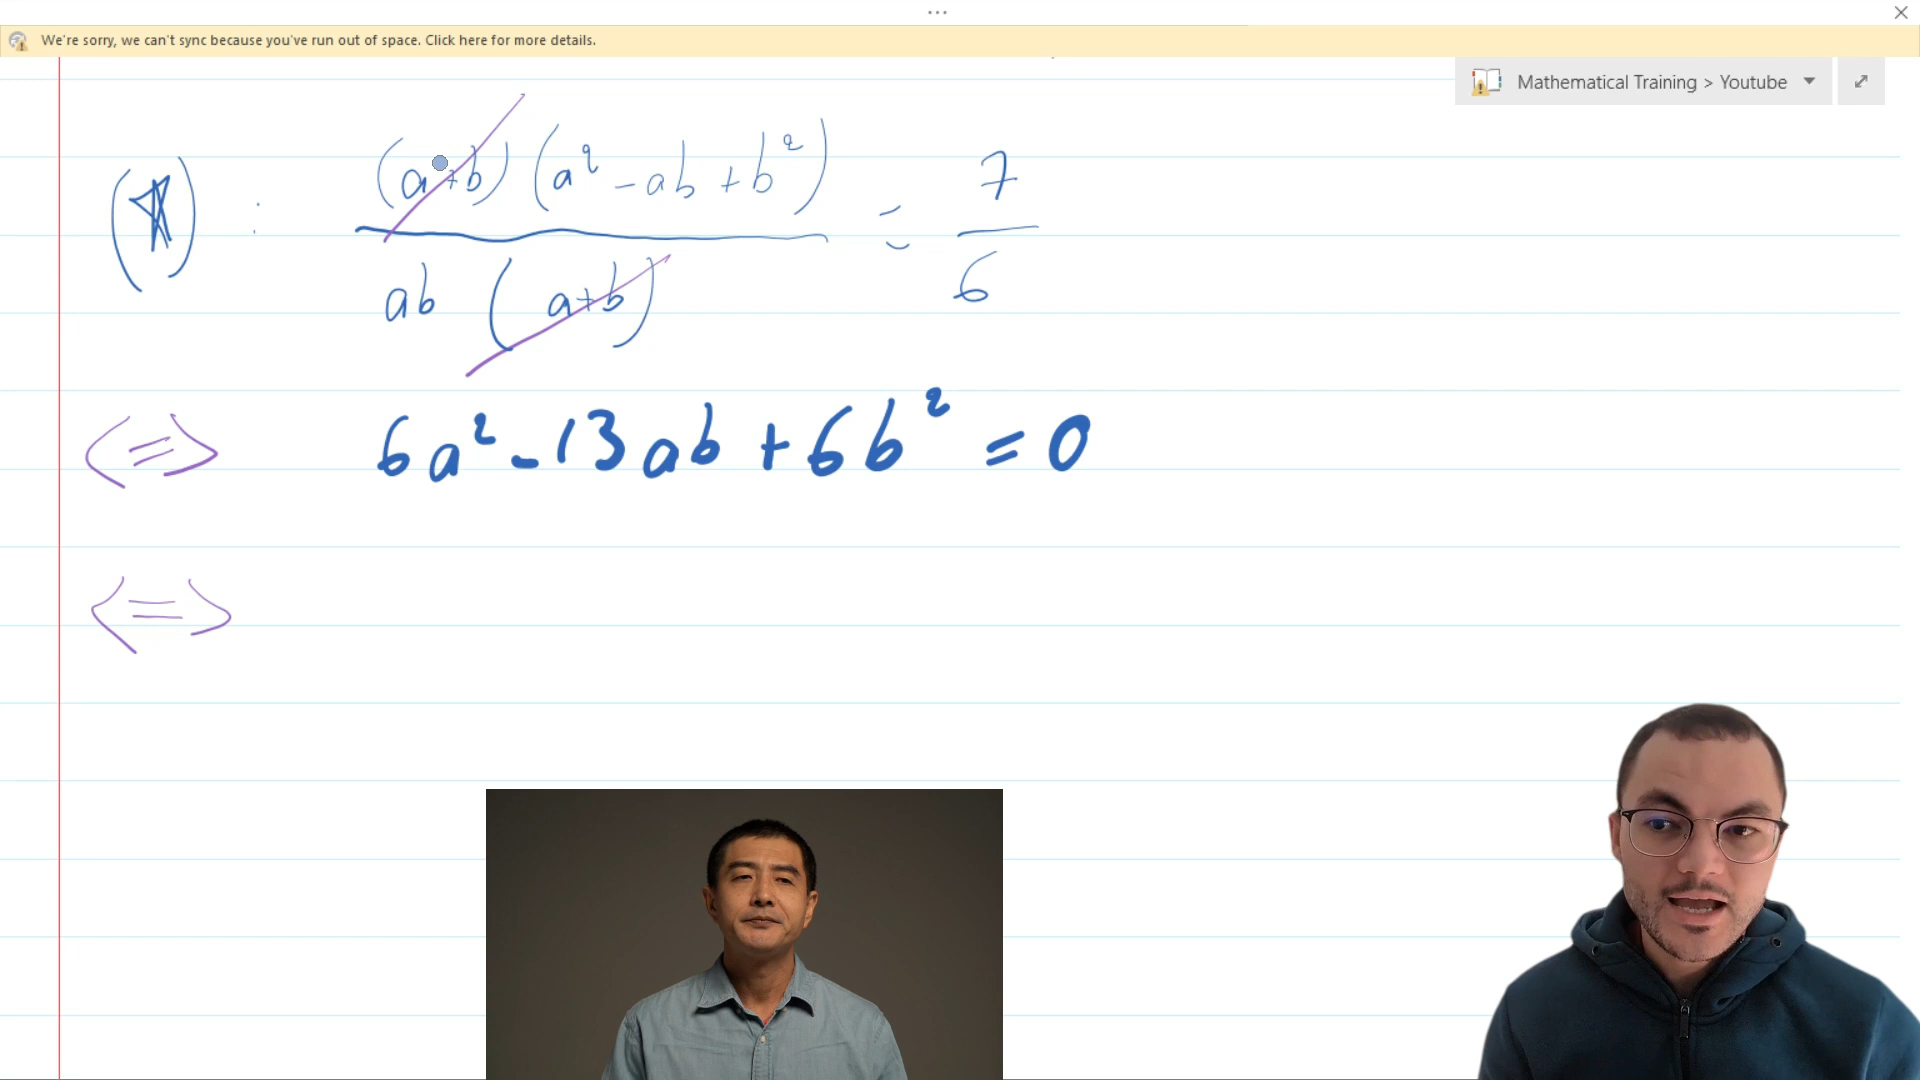 ...
We're sorry, we can't sync because you've run out of space. Click here for more details.
Mathematical Training > Youtube
(★) : (a+b)(a² - ab + b²) / ab (a+b) = 7/6
<=> 6a² - 13ab + 6b² = 0
<=>